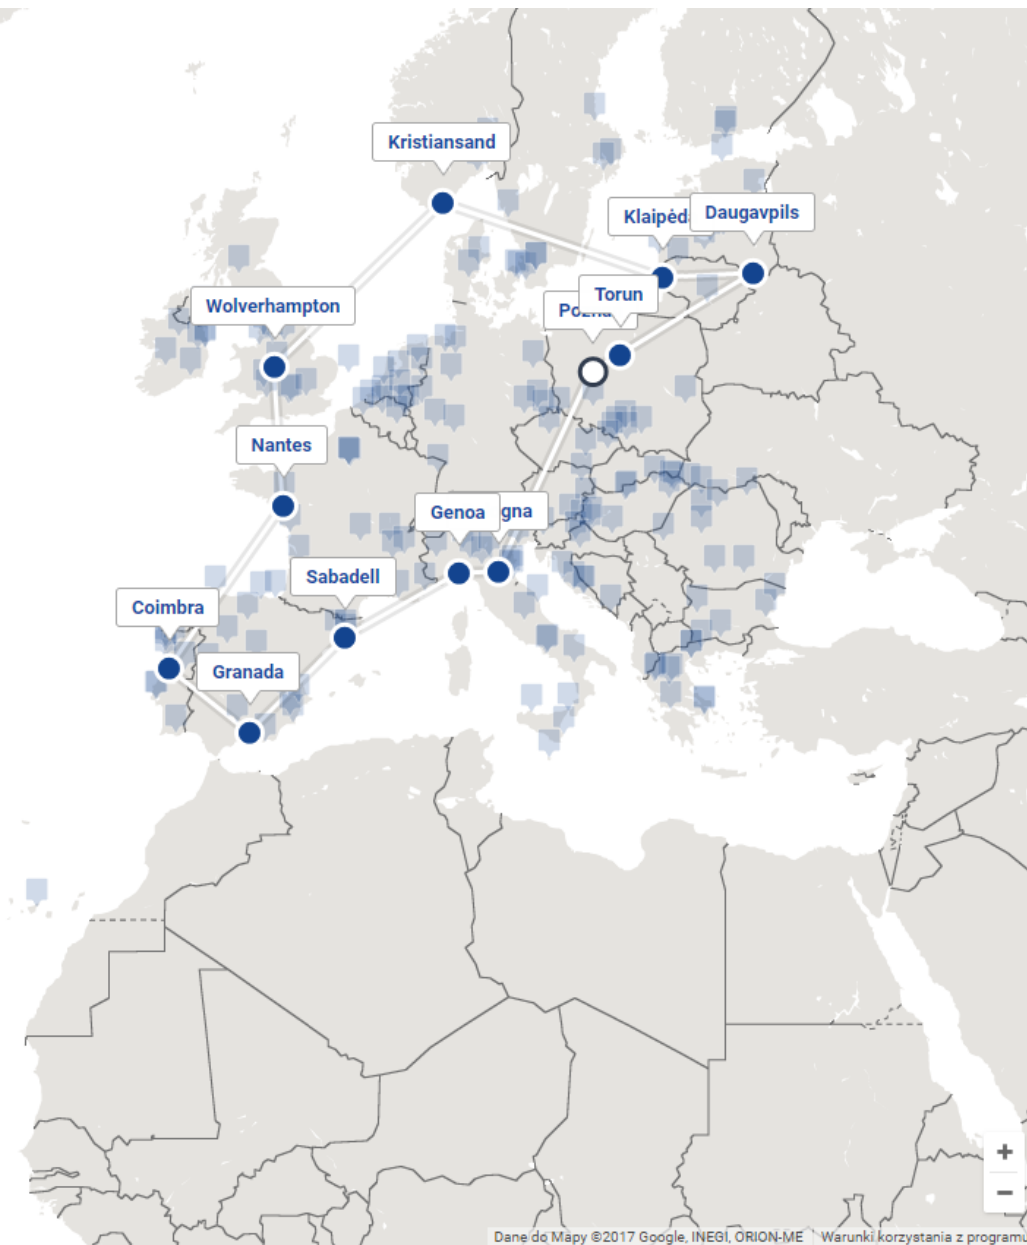 Kristiansand
Klaipėda
Daugavpils
Torun
Wolverhampton
Nantes
Genoa
gna
Sabadell
Coimbra
Granada
+
−
Dane do Mapy ©2017 Google, INEGI, ORION-ME
Warunki korzystania z programu